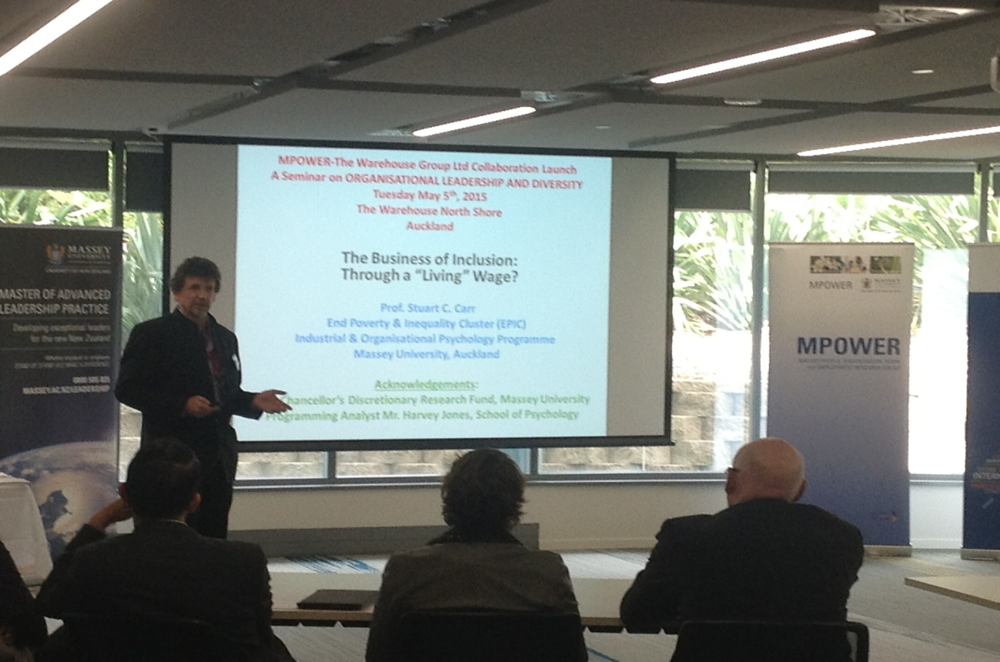 MPOWER-The Warehouse Group Ltd Collaboration Launch
A Seminar on ORGANISATIONAL LEADERSHIP AND DIVERSITY
Tuesday May 5th, 2015
The Warehouse North Shore
Auckland
The Business of Inclusion:
Through a "Living" Wage?
Prof. Stuart C. Carr
End Poverty & Inequality Cluster (EPIC)
Industrial & Organisational Psychology Programme
Massey University, Auckland
Acknowledgements:
Chancellor's Discretionary Research Fund, Massey University
Programming Analyst Mr. Harvey Jones, School of Psychology
MASSEY
UNIVERSITY
MASTER OF ADVANCED
LEADERSHIP PRACTICE
Developing exceptional leaders
for the new New Zealand
MASSEY.AC.NZ/LEADERSHIP
MPOWER
MASSEY
MPOWER